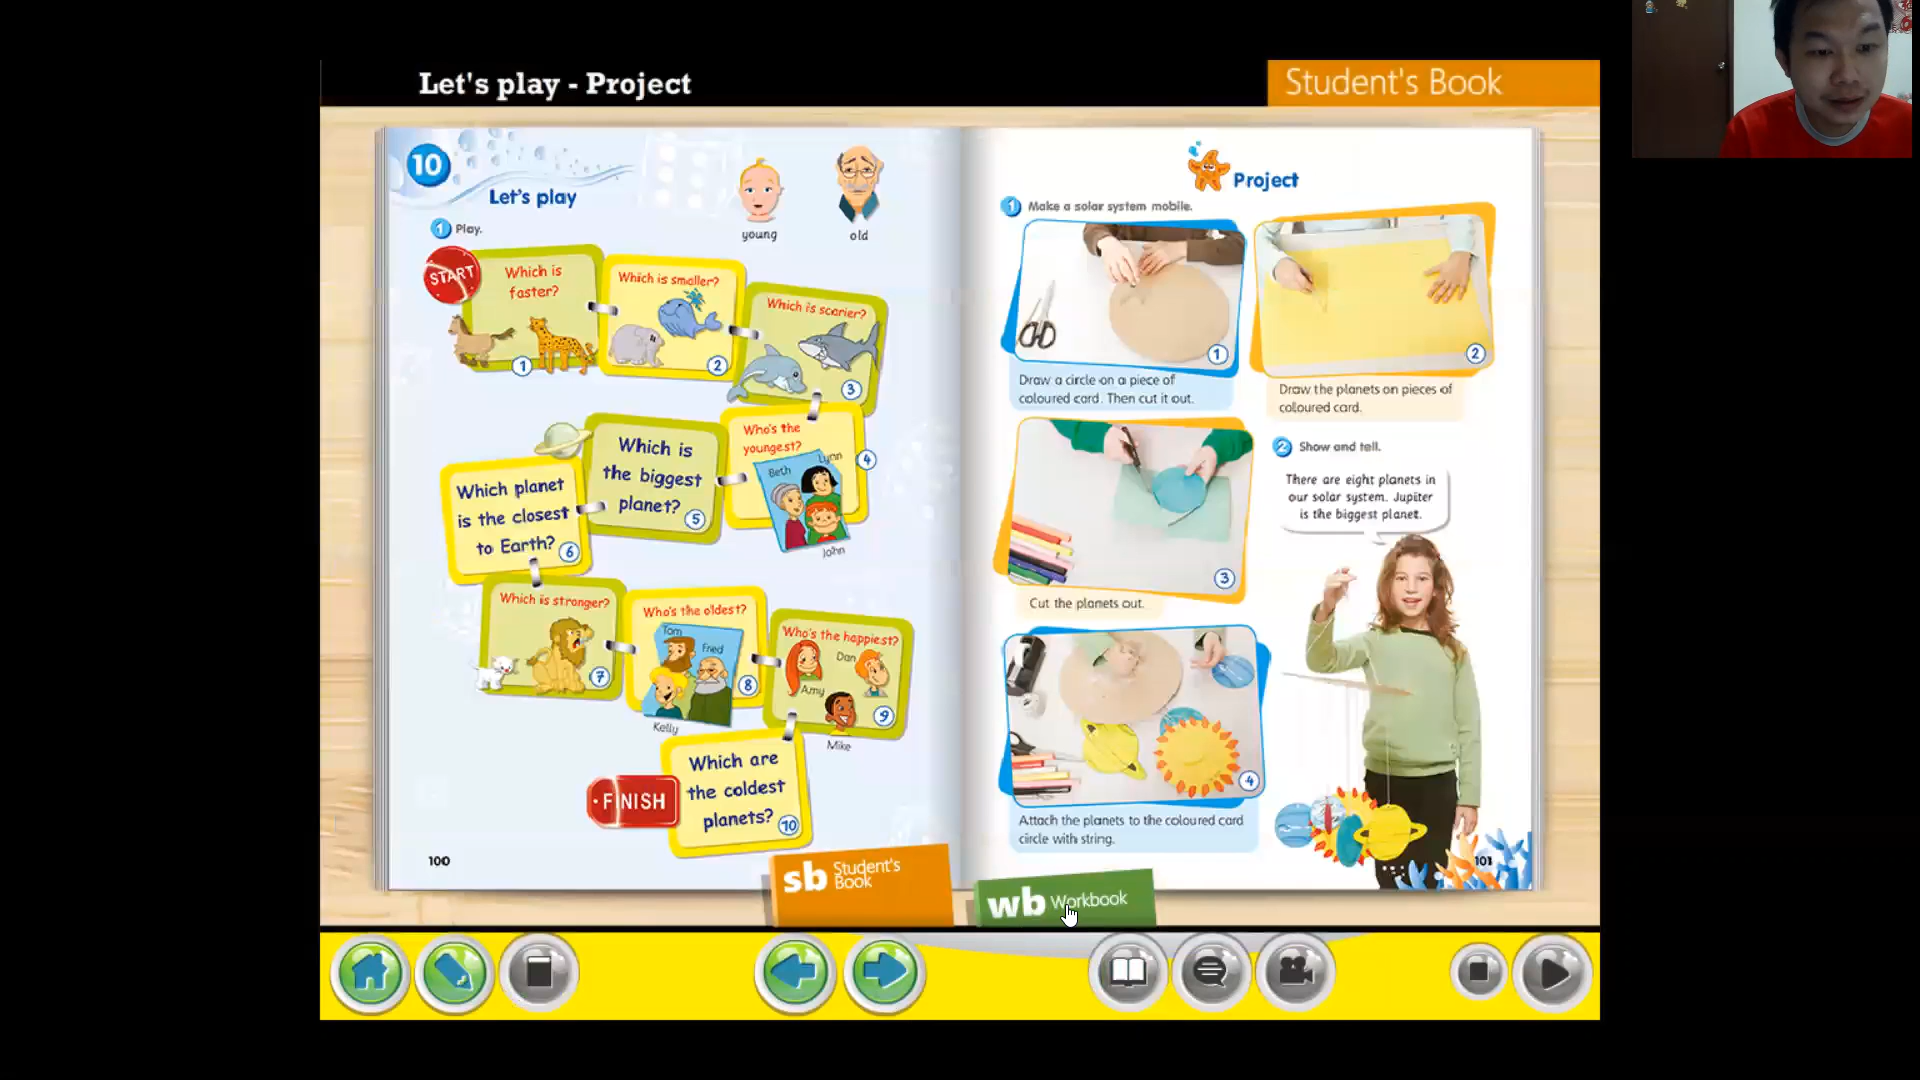 Let's play - Project
Student's Book
10
Let's play
young
old
1 Play.
START
Which is
faster?
1
Which is smaller?
2
Which is scarier?
3
Who's the
youngest?
Beth
Lynn
John
4
Which is
the biggest
planet?
5
Which planet
is the closest
to Earth?
6
Which is stronger?
7
Who's the oldest?
Tom
Fred
Kelly
8
Who's the happiest?
Dan
Amy
Mike
9
Which are
the coldest
planets?
10
FINISH
100
Project
1 Make a solar system mobile.
1
Draw a circle on a piece of
coloured card. Then cut it out.
2
Draw the planets on pieces of
coloured card.
3
Cut the planets out.
4
Attach the planets to the coloured card
circle with string.
2 Show and tell.
There are eight planets in
our solar system. Jupiter
is the biggest planet.
101
sb Student's
Book
wb Workbook